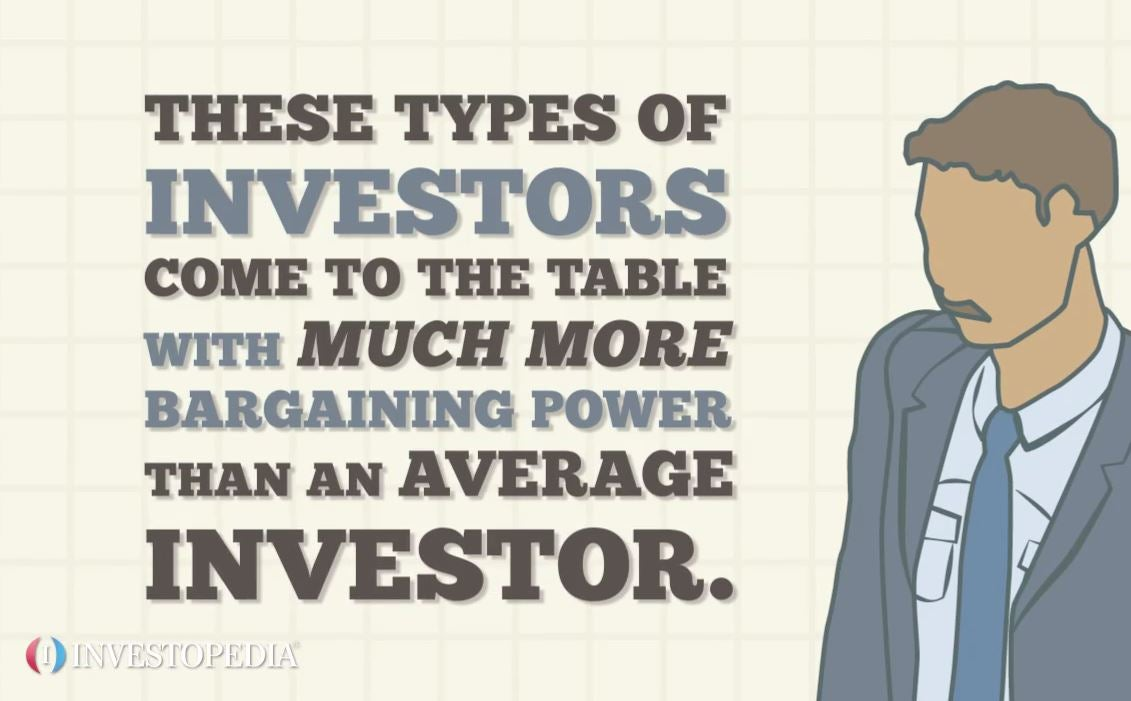 THESE TYPES OF
INVESTORS
COME TO THE TABLE
WITH MUCH MORE
BARGAINING POWER
THAN AN AVERAGE
INVESTOR.
(I) INVESTOPEDIA®